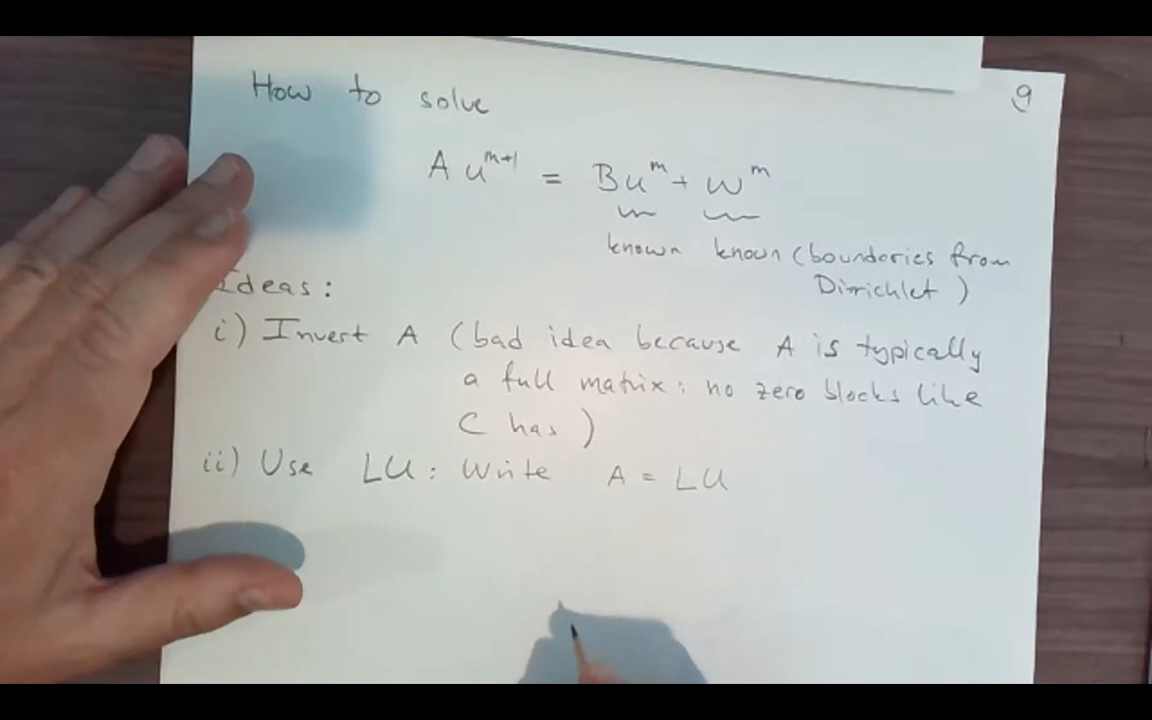 How to solve
9
A u^{m+1} = Bu^m + w^m
known known (boundaries from
Dirichlet )
Ideas:
i) Invert A (bad idea because A is typically
a full matrix: no zero blocks like
C has )
ii) Use LU: Write A = LU